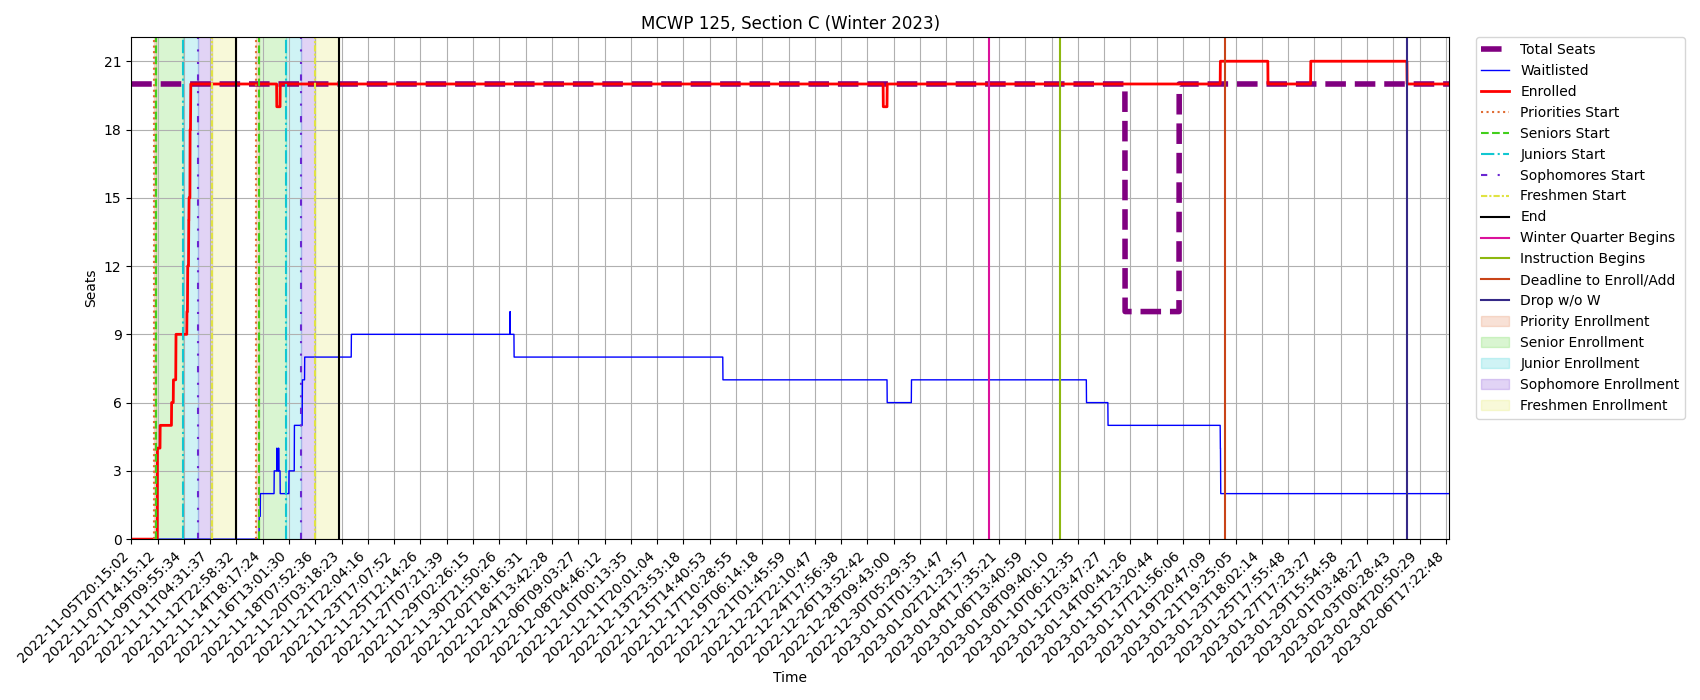 MCWP 125, Section C (Winter 2023)
Seats
21
18
15
12
9
6
3
0
2022-11-05T20:15:02
2022-11-07T14:15:12
2022-11-09T09:55:34
2022-11-11T04:31:37
2022-11-12T22:58:32
2022-11-14T18:17:24
2022-11-16T13:01:30
2022-11-18T07:52:36
2022-11-20T03:18:23
2022-11-21T22:04:16
2022-11-23T17:07:52
2022-11-25T12:14:26
2022-11-27T07:21:39
2022-11-29T02:26:15
2022-11-30T21:50:26
2022-12-02T18:16:31
2022-12-04T13:42:28
2022-12-06T09:03:27
2022-12-08T04:46:12
2022-12-10T00:13:35
2022-12-11T20:01:04
2022-12-13T23:53:18
2022-12-15T14:40:53
2022-12-17T10:28:55
2022-12-19T06:14:18
2022-12-21T01:45:59
2022-12-22T22:10:47
2022-12-24T17:56:38
2022-12-26T13:52:42
2022-12-28T09:43:00
2022-12-30T05:29:35
2023-01-01T01:31:47
2023-01-02T21:23:57
2023-01-04T17:35:21
2023-01-06T13:40:59
2023-01-08T09:40:10
2023-01-10T06:12:35
2023-01-12T03:47:27
2023-01-14T00:41:26
2023-01-15T23:20:44
2023-01-17T21:56:06
2023-01-19T20:47:09
2023-01-21T19:25:05
2023-01-23T18:02:14
2023-01-25T17:55:48
2023-01-27T17:23:27
2023-01-29T15:54:58
2023-02-01T03:48:27
2023-02-03T00:28:43
2023-02-04T20:50:29
2023-02-06T17:22:48
Time
Total Seats
Waitlisted
Enrolled
Priorities Start
Seniors Start
Juniors Start
Sophomores Start
Freshmen Start
End
Winter Quarter Begins
Instruction Begins
Deadline to Enroll/Add
Drop w/o W
Priority Enrollment
Senior Enrollment
Junior Enrollment
Sophomore Enrollment
Freshmen Enrollment